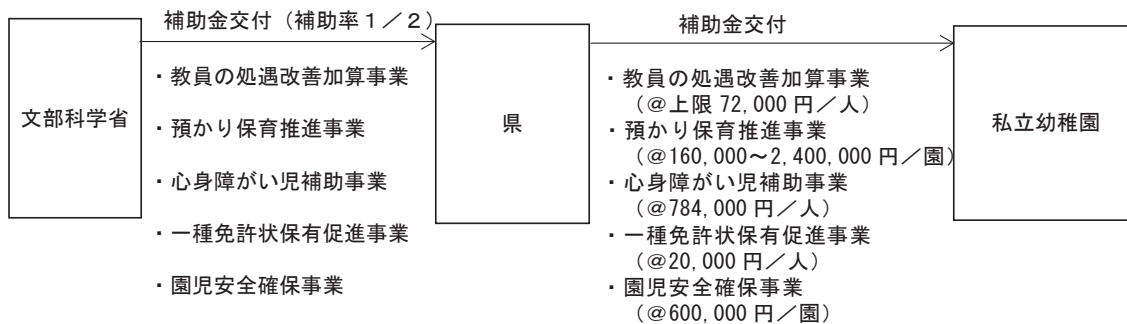 文部科学省
補助金交付（補助率１／２）
・教員の処遇改善加算事業
・預かり保育推進事業
・心身障がい児補助事業
・一種免許状保有促進事業
・園児安全確保事業
県
補助金交付
・教員の処遇改善加算事業
（＠上限 72,000 円／人）
・預かり保育推進事業
（＠160,000～2,400,000 円／園）
・心身障がい児補助事業
（＠784,000 円／人）
・一種免許状保有促進事業
（＠20,000 円／人）
・園児安全確保事業
（＠600,000 円／園）
私立幼稚園